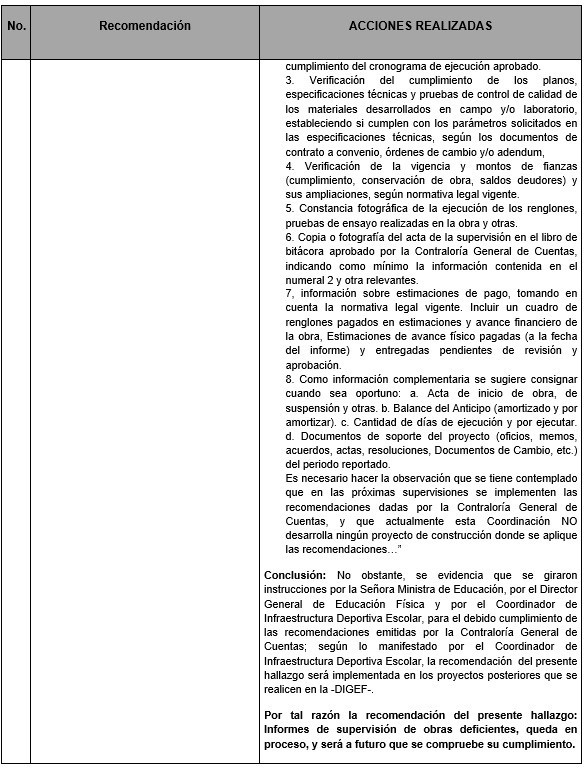 No.
Recomendación
ACCIONES REALIZADAS
cumplimiento del cronograma de ejecución aprobado.
3. Verificación del cumplimiento de los planos,
especificaciones técnicas y pruebas de control de calidad de
los materiales desarrollados en campo y/o laboratorio,
estableciendo si cumplen con los parámetros solicitados en
las especificaciones técnicas, según los documentos de
contrato a convenio, órdenes de cambio y/o adendum,
4. Verificación de la vigencia y montos de fianzas
(cumplimiento, conservación de obra, saldos deudores) y
sus ampliaciones, según normativa legal vigente.
5. Constancia fotográfica de la ejecución de los renglones,
pruebas de ensayo realizadas en la obra y otras.
6. Copia o fotografía del acta de la supervisión en el libro de
bitácora aprobado por la Contraloría General de Cuentas,
indicando como mínimo la información contenida en el
numeral 2 y otra relevantes.
7, información sobre estimaciones de pago, tomando en
cuenta la normativa legal vigente. Incluir un cuadro de
renglones pagados en estimaciones y avance financiero de
la obra, Estimaciones de avance físico pagadas (a la fecha
del informe) y entregadas pendientes de revisión y
aprobación.
8. Como información complementaria se sugiere consignar
cuando sea oportuno: a. Acta de inicio de obra, de
suspensión y otras. b. Balance del Anticipo (amortizado y por
amortizar). c. Cantidad de días de ejecución y por ejecutar.
d. Documentos de soporte del proyecto (oficios, memos,
acuerdos, actas, resoluciones, Documentos de Cambio, etc.)
del periodo reportado.
Es necesario hacer la observación que se tiene contemplado
que en las próximas supervisiones se implementen las
recomendaciones dadas por la Contraloría General de
Cuentas, y que actualmente esta Coordinación NO
desarrolla ningún proyecto de construcción donde se aplique
las recomendaciones…”
Conclusión: No obstante, se evidencia que se giraron
instrucciones por la Señora Ministra de Educación, por el Director
General de Educación Física y por el Coordinador de
Infraestructura Deportiva Escolar, para el debido cumplimiento de
las recomendaciones emitidas por la Contraloría General de
Cuentas; según lo manifestado por el Coordinador de
Infraestructura Deportiva Escolar, la recomendación del presente
hallazgo será implementada en los proyectos posteriores que se
realicen en la -DIGEF-.
Por tal razón la recomendación del presente hallazgo:
Informes de supervisión de obras deficientes, queda en
proceso, y será a futuro que se compruebe su cumplimiento.